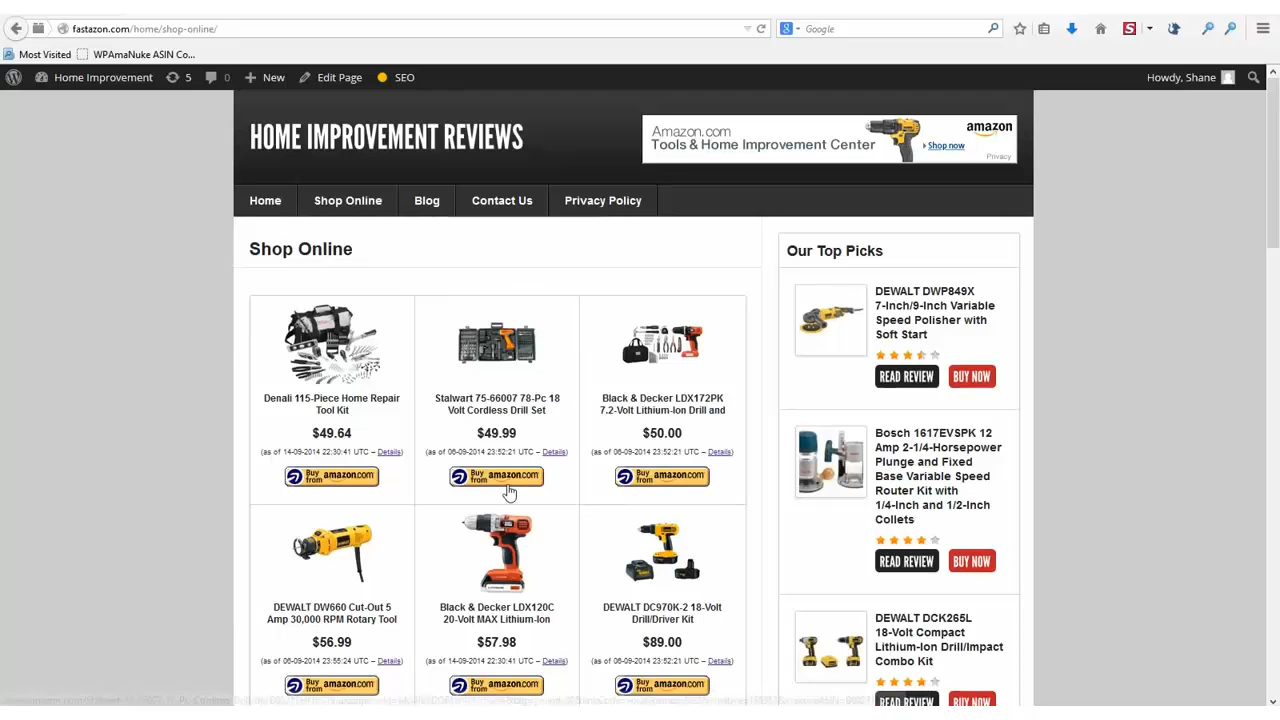 fastazon.com/home/shop-online/
Google
Most Visited
WPAmaNuke ASIN Co...
Home Improvement
5
0
New
Edit Page
SEO
Howdy, Shane
HOME IMPROVEMENT REVIEWS
Amazon.com
Tools & Home Improvement Center
Shop now
amazon
Privacy
Home
Shop Online
Blog
Contact Us
Privacy Policy
Shop Online
Denali 115-Piece Home Repair
Tool Kit
$49.64
(as of 14-09-2014 22:30:41 UTC – Details)
Buy from amazon.com
Stalwart 75-66007 78-Pc 18
Volt Cordless Drill Set
$49.99
(as of 06-09-2014 23:52:21 UTC – Details)
Buy from amazon.com
Black & Decker LDX172PK
7.2-Volt Lithium-Ion Drill and
$50.00
(as of 06-09-2014 23:52:21 UTC – Details)
Buy from amazon.com
DEWALT DW660 Cut-Out 5
Amp 30,000 RPM Rotary Tool
$56.99
(as of 06-09-2014 23:55:24 UTC – Details)
Buy from amazon.com
Black & Decker LDX120C
20-Volt MAX Lithium-Ion
$57.98
(as of 14-09-2014 22:30:41 UTC – Details)
Buy from amazon.com
DEWALT DC970K-2 18-Volt
Drill/Driver Kit
$89.00
(as of 06-09-2014 23:52:21 UTC – Details)
Buy from amazon.com
Our Top Picks
DEWALT DWP849X
7-Inch/9-Inch Variable
Speed Polisher with
Soft Start
READ REVIEW
BUY NOW
Bosch 1617EVSPK 12
Amp 2-1/4-Horsepower
Plunge and Fixed
Base Variable Speed
Router Kit with
1/4-Inch and 1/2-Inch
Collets
READ REVIEW
BUY NOW
DEWALT DCK265L
18-Volt Compact
Lithium-Ion Drill/Impact
Combo Kit
READ REVIEW
BUY NOW